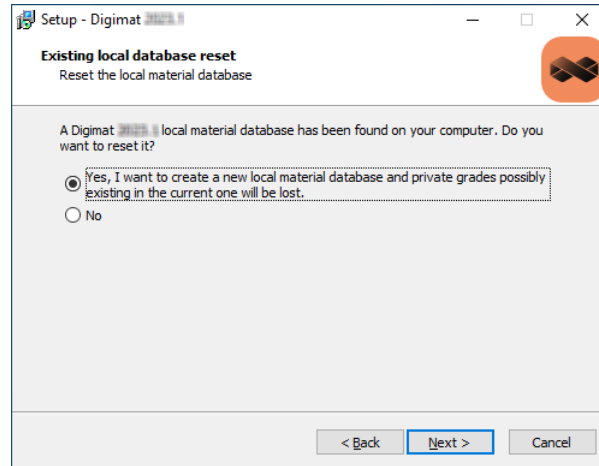 Setup - Digimat
Existing local database reset
Reset the local material database
A Digimat local material database has been found on your computer. Do you
want to reset it?
Yes, I want to create a new local material database and private grades possibly
existing in the current one will be lost.
No
< Back
Next >
Cancel